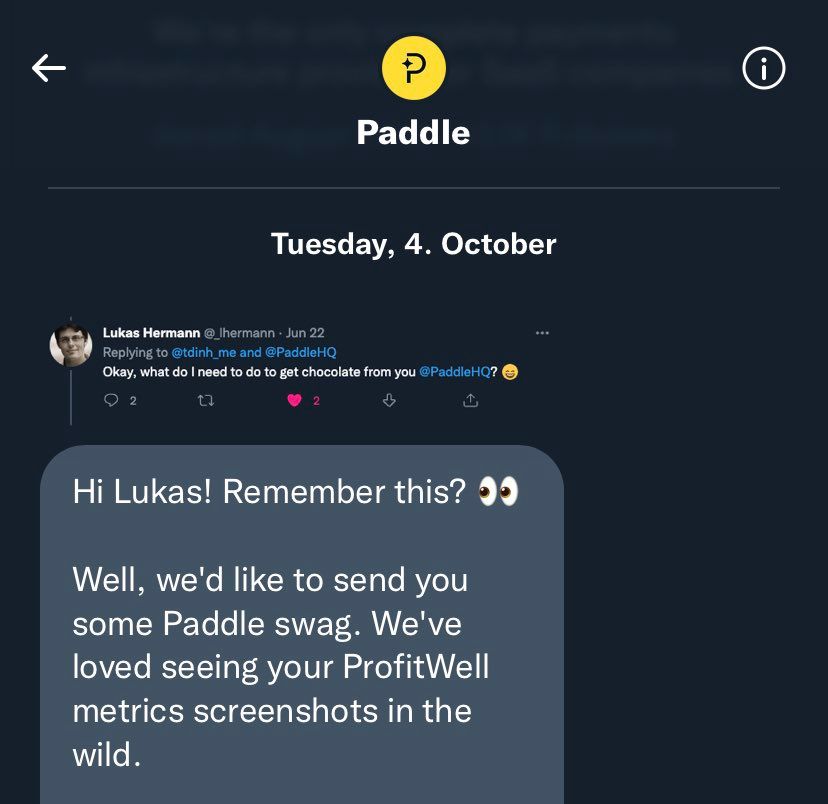 Paddle
Tuesday, 4. October
Lukas Hermann @_lhermann · Jun 22
Replying to @tdinh_me and @PaddleHQ
Okay, what do I need to do to get chocolate from you @PaddleHQ? 😄
2 2
Hi Lukas! Remember this? 👀
Well, we'd like to send you
some Paddle swag. We've
loved seeing your ProfitWell
metrics screenshots in the
wild.